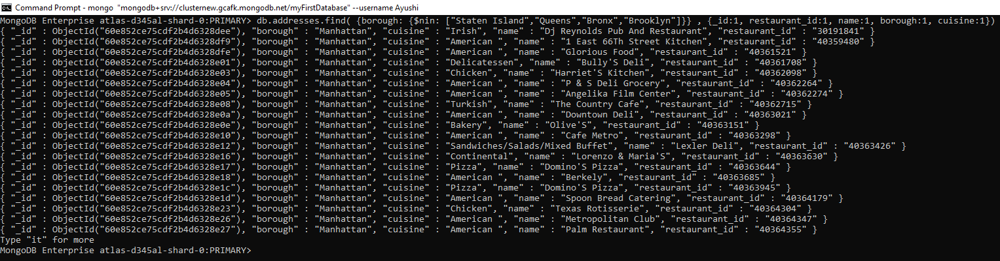 Command Prompt - mongo "mongodb+srv://clusternew.gcafk.mongodb.net/myFirstDatabase" --username Ayushi
MongoDB Enterprise atlas-d345al-shard-0:PRIMARY> db.addresses.find( {borough: {$nin: ["Staten Island","Queens","Bronx","Brooklyn"]}} , {_id:1, restaurant_id:1, name:1, borough:1, cuisine:1})
{ "_id" : ObjectId("60e852ce75cdf2b4d6328dee"), "borough" : "Manhattan", "cuisine" : "Irish", "name" : "Dj Reynolds Pub And Restaurant", "restaurant_id" : "30191841" }
{ "_id" : ObjectId("60e852ce75cdf2b4d6328df9"), "borough" : "Manhattan", "cuisine" : "American ", "name" : "1 East 66Th Street Kitchen", "restaurant_id" : "40359480" }
{ "_id" : ObjectId("60e852ce75cdf2b4d6328dfe"), "borough" : "Manhattan", "cuisine" : "American ", "name" : "Glorious Food", "restaurant_id" : "40361521" }
{ "_id" : ObjectId("60e852ce75cdf2b4d6328e01"), "borough" : "Manhattan", "cuisine" : "Delicatessen", "name" : "Bully'S Deli", "restaurant_id" : "40361708" }
{ "_id" : ObjectId("60e852ce75cdf2b4d6328e03"), "borough" : "Manhattan", "cuisine" : "Chicken", "name" : "Harriet'S Kitchen", "restaurant_id" : "40362098" }
{ "_id" : ObjectId("60e852ce75cdf2b4d6328e04"), "borough" : "Manhattan", "cuisine" : "American ", "name" : "P & S Deli Grocery", "restaurant_id" : "40362264" }
{ "_id" : ObjectId("60e852ce75cdf2b4d6328e05"), "borough" : "Manhattan", "cuisine" : "American ", "name" : "Angelika Film Center", "restaurant_id" : "40362274" }
{ "_id" : ObjectId("60e852ce75cdf2b4d6328e08"), "borough" : "Manhattan", "cuisine" : "Turkish", "name" : "The Country Cafe", "restaurant_id" : "40362715" }
{ "_id" : ObjectId("60e852ce75cdf2b4d6328e0a"), "borough" : "Manhattan", "cuisine" : "American ", "name" : "Downtown Deli", "restaurant_id" : "40363021" }
{ "_id" : ObjectId("60e852ce75cdf2b4d6328e0e"), "borough" : "Manhattan", "cuisine" : "Bakery", "name" : "Olive'S", "restaurant_id" : "40363151" }
{ "_id" : ObjectId("60e852ce75cdf2b4d6328e10"), "borough" : "Manhattan", "cuisine" : "American ", "name" : "Cafe Metro", "restaurant_id" : "40363298" }
{ "_id" : ObjectId("60e852ce75cdf2b4d6328e12"), "borough" : "Manhattan", "cuisine" : "Sandwiches/Salads/Mixed Buffet", "name" : "Lexler Deli", "restaurant_id" : "40363426" }
{ "_id" : ObjectId("60e852ce75cdf2b4d6328e16"), "borough" : "Manhattan", "cuisine" : "Continental", "name" : "Lorenzo & Maria'S", "restaurant_id" : "40363630" }
{ "_id" : ObjectId("60e852ce75cdf2b4d6328e17"), "borough" : "Manhattan", "cuisine" : "Pizza", "name" : "Domino'S Pizza", "restaurant_id" : "40363644" }
{ "_id" : ObjectId("60e852ce75cdf2b4d6328e18"), "borough" : "Manhattan", "cuisine" : "American ", "name" : "Berkely", "restaurant_id" : "40363685" }
{ "_id" : ObjectId("60e852ce75cdf2b4d6328e1c"), "borough" : "Manhattan", "cuisine" : "Pizza", "name" : "Domino'S Pizza", "restaurant_id" : "40363945" }
{ "_id" : ObjectId("60e852ce75cdf2b4d6328e1d"), "borough" : "Manhattan", "cuisine" : "American ", "name" : "Spoon Bread Catering", "restaurant_id" : "40364179" }
{ "_id" : ObjectId("60e852ce75cdf2b4d6328e23"), "borough" : "Manhattan", "cuisine" : "Chicken", "name" : "Texas Rotisserie", "restaurant_id" : "40364304" }
{ "_id" : ObjectId("60e852ce75cdf2b4d6328e26"), "borough" : "Manhattan", "cuisine" : "American ", "name" : "Metropolitan Club", "restaurant_id" : "40364347" }
{ "_id" : ObjectId("60e852ce75cdf2b4d6328e27"), "borough" : "Manhattan", "cuisine" : "American ", "name" : "Palm Restaurant", "restaurant_id" : "40364355" }
Type "it" for more
MongoDB Enterprise atlas-d345al-shard-0:PRIMARY>